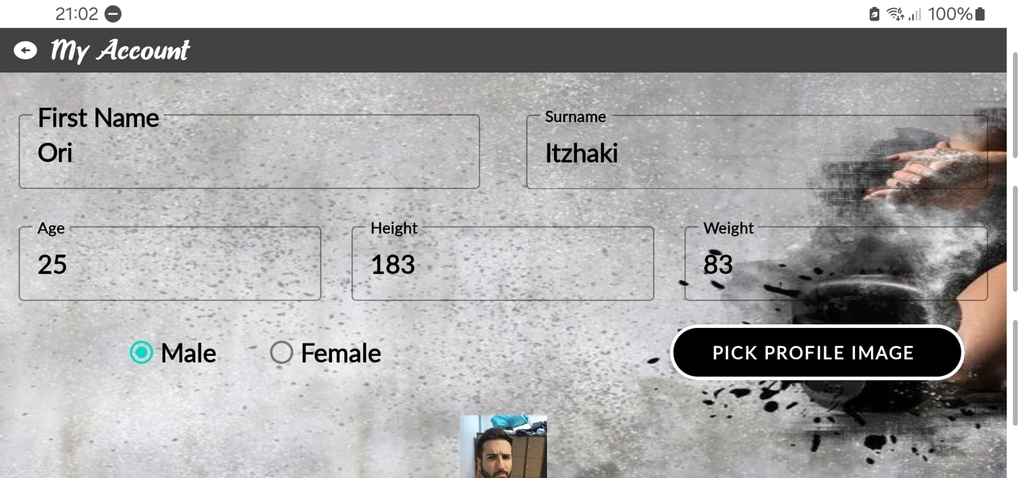 21:02
100%
My Account
First Name
Ori
Surname
Itzhaki
Age
25
Height
183
Weight
83
Male
Female
PICK PROFILE IMAGE